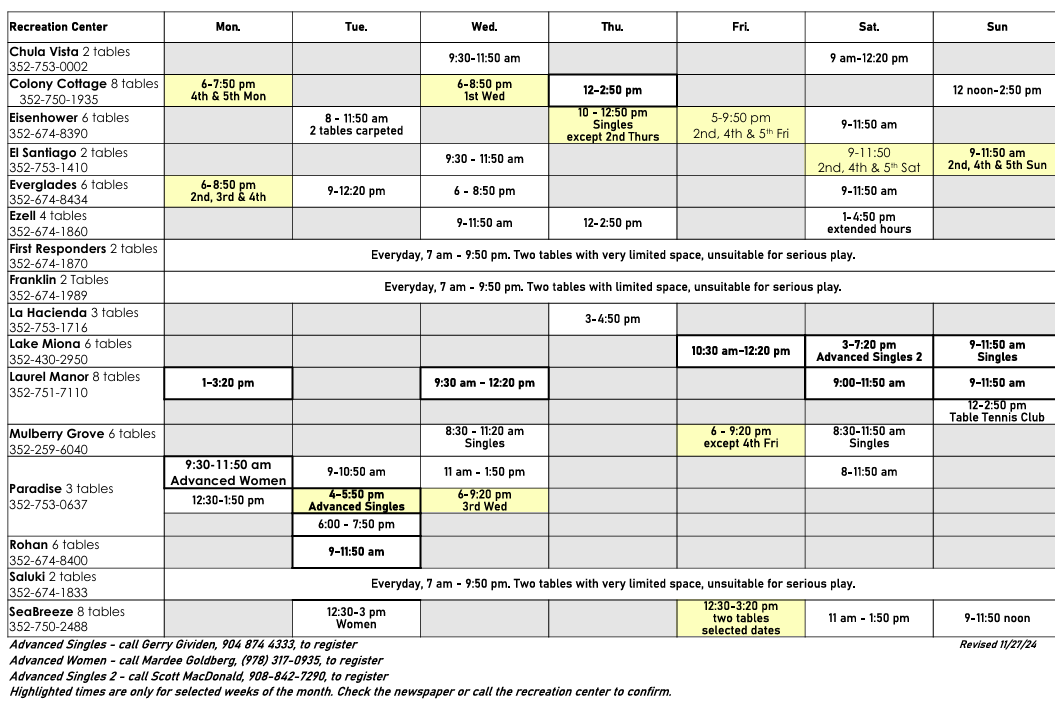 Recreation Center Mon. Tue. Wed. Thu. Fri. Sat. Sun
Chula Vista 2 tables
352-753-0002
9:30-11:50 am
9 am-12:20 pm
Colony Cottage 8 tables
352-750-1935
6-7:50 pm
4th & 5th Mon
6-8:50 pm
1st Wed
12-2:50 pm
12 noon-2:50 pm
Eisenhower 6 tables
352-674-8390
8 - 11:50 am
2 tables carpeted
10 - 12:50 pm
Singles
except 2nd Thurs
5-9:50 pm
2nd, 4th & 5th Fri
9-11:50 am
El Santiago 2 tables
352-753-1410
9:30 - 11:50 am
9-11:50
2nd, 4th & 5th Sat
9-11:50 am
2nd, 4th & 5th Sun
Everglades 6 tables
352-674-8434
6-8:50 pm
2nd, 3rd & 4th
9-12:20 pm
6 - 8:50 pm
9-11:50 am
Ezell 4 tables
352-674-1860
9-11:50 am
12-2:50 pm
1-4:50 pm
extended hours
First Responders 2 tables
352-674-1870
Everyday, 7 am - 9:50 pm. Two tables with very limited space, unsuitable for serious play.
Franklin 2 Tables
352-674-1989
Everyday, 7 am - 9:50 pm. Two tables with limited space, unsuitable for serious play.
La Hacienda 3 tables
352-753-1716
3-4:50 pm
Lake Miona 6 tables
352-430-2950
10:30 am-12:20 pm
3-7:20 pm
Advanced Singles 2
9-11:50 am
Singles
Laurel Manor 8 tables
352-751-7110
1-3:20 pm
9:30 am - 12:20 pm
9:00-11:50 am
9-11:50 am
12-2:50 pm
Table Tennis Club
Mulberry Grove 6 tables
352-259-6040
8:30 - 11:20 am
Singles
6 - 9:20 pm
except 4th Fri
8:30-11:50 am
Singles
Paradise 3 tables
352-753-0637
9:30-11:50 am
Advanced Women
9-10:50 am
11 am - 1:50 pm
8-11:50 am
12:30-1:50 pm
4-5:50 pm
Advanced Singles
6-9:20 pm
3rd Wed
6:00 - 7:50 pm
Rohan 6 tables
352-674-8400
9-11:50 am
Saluki 2 tables
352-674-1833
Everyday, 7 am - 9:50 pm. Two tables with very limited space, unsuitable for serious play.
SeaBreeze 8 tables
352-750-2488
12:30-3 pm
Women
12:30-3:20 pm
two tables
selected dates
11 am - 1:50 pm
9-11:50 noon
Advanced Singles - call Gerry Gividen, 904 874 4333, to register
Revised 11/27/24
Advanced Women - call Mardee Goldberg, (978) 317-0935, to register
Advanced Singles 2 - call Scott MacDonald, 908-842-7290, to register
Highlighted times are only for selected weeks of the month. Check the newspaper or call the recreation center to confirm.